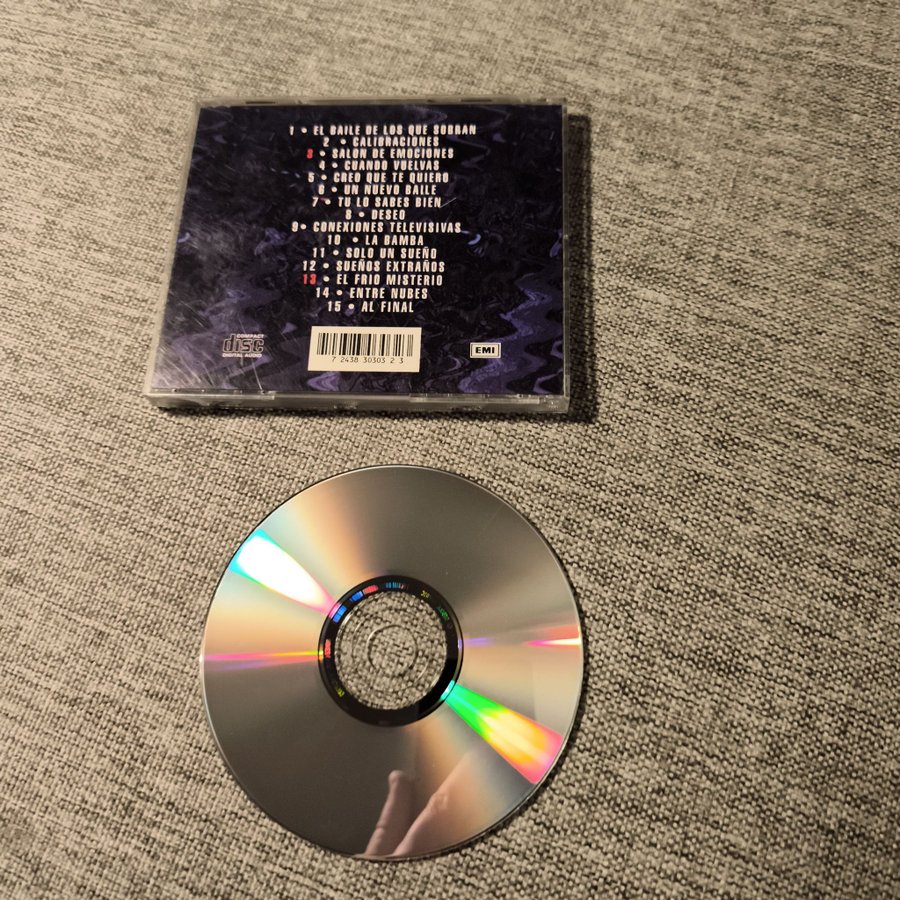 1 • EL BAILE DE LOS QUE SOBRAN
2 • CALIBRACIONES
3 • SALON DE EMOCIONES
4 • CUANDO VUELVAS
5 • CREO QUE TE QUIERO
6 • UN NUEVO BAILE
7 • TU LO SABES BIEN
8 • DESEO
9 • CONEXIONES TELEVISIVAS
10 • LA BAMBA
11 • SOLO UN SUEÑO
12 • SUEÑOS EXTRAÑOS
13 • EL FRIO MISTERIO
14 • ENTRE NUBES
15 • AL FINAL
COMPACT
disc
DIGITAL AUDIO
7 24383 0303 2 3
EMI